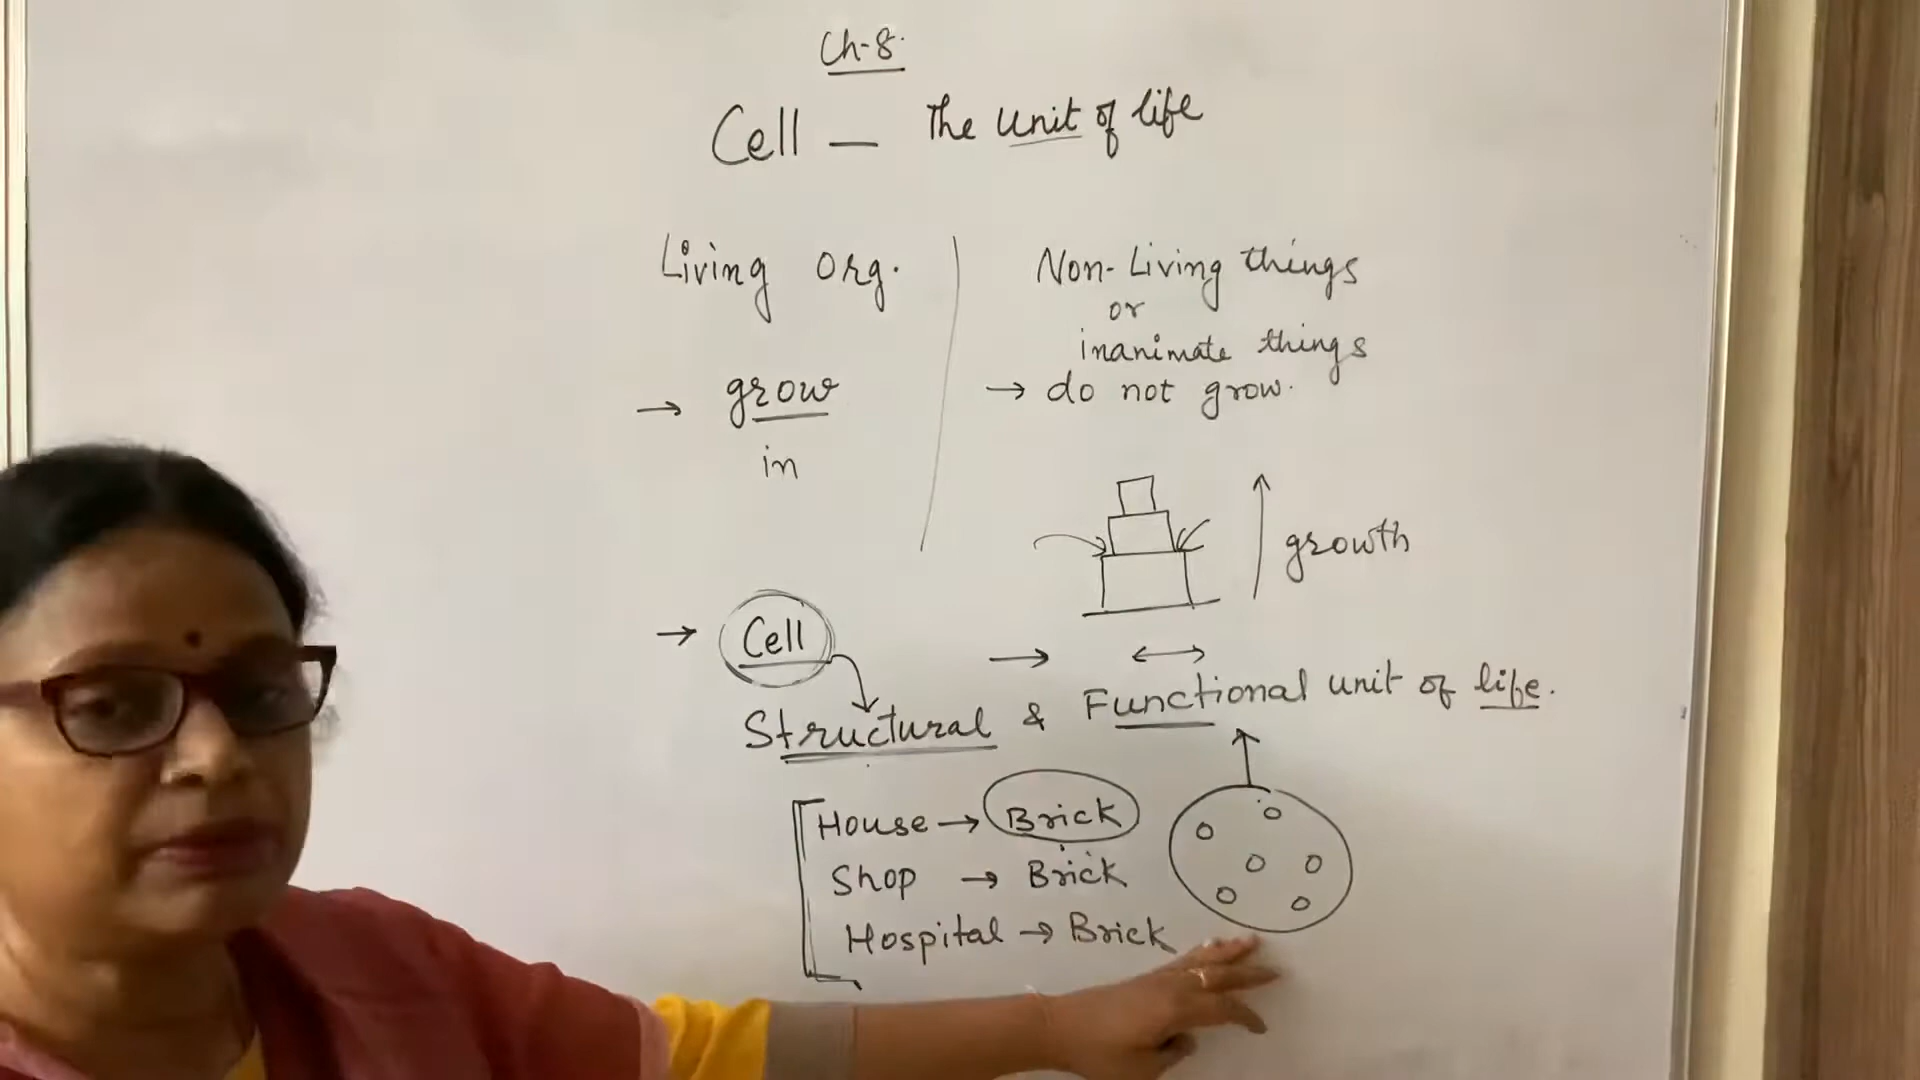 Ch-8.
Cell — The Unit of life
Living Org.
Non-Living things
or
inanimate things
→ grow
→ do not grow.
in
growth
→ Cell
→
Structural & Functional unit of life.
House → Brick
Shop → Brick
Hospital → Brick